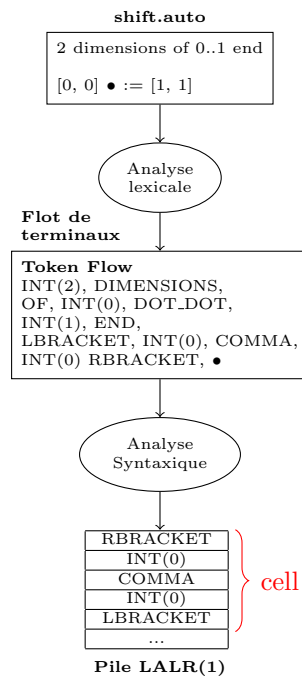 shift.auto
2 dimensions of 0..1 end
[0, 0] • := [1, 1]
Analyse
lexicale
Flot de
terminaux
Token Flow
INT(2), DIMENSIONS,
OF, INT(0), DOT_DOT,
INT(1), END,
LBRACKET, INT(0), COMMA,
INT(0) RBRACKET, •
Analyse
Syntaxique
RBRACKET
INT(0)
COMMA
INT(0)
LBRACKET
...
cell
Pile LALR(1)